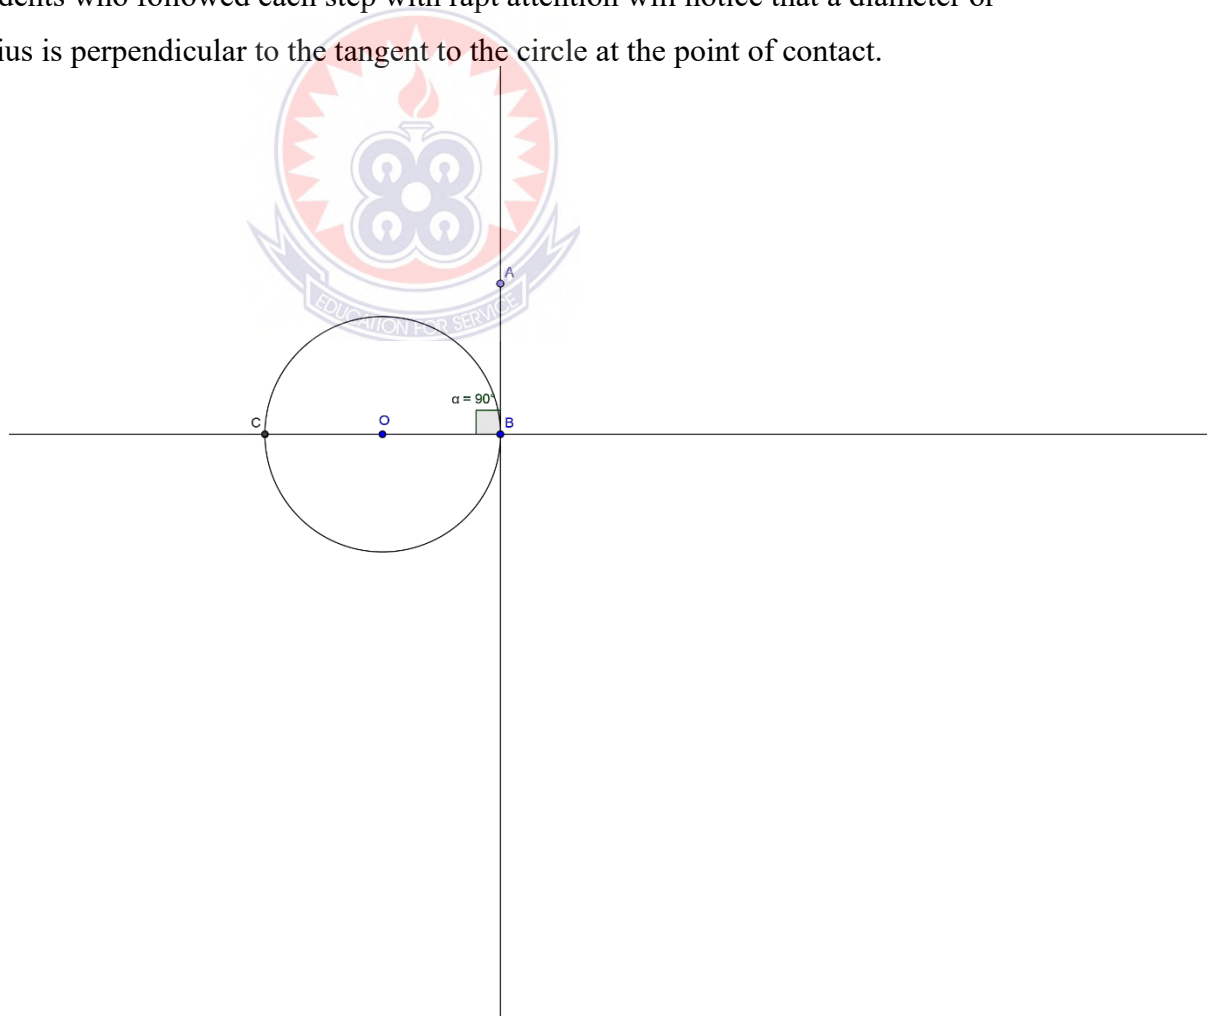 dents who followed each step with rapt attention will notice that a diameter or
ius is perpendicular to the tangent to the circle at the point of contact.
A
EDUCATION FOR SERVICE
α = 90°
C
O
B